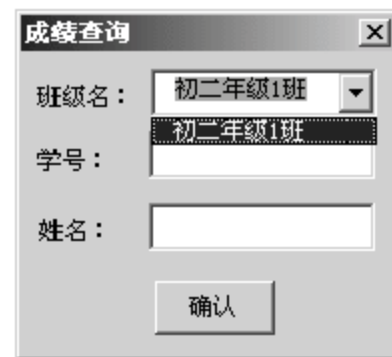 成绩查询
班级名： 初二年级1班
初二年级1班
学号：
姓名：
确认